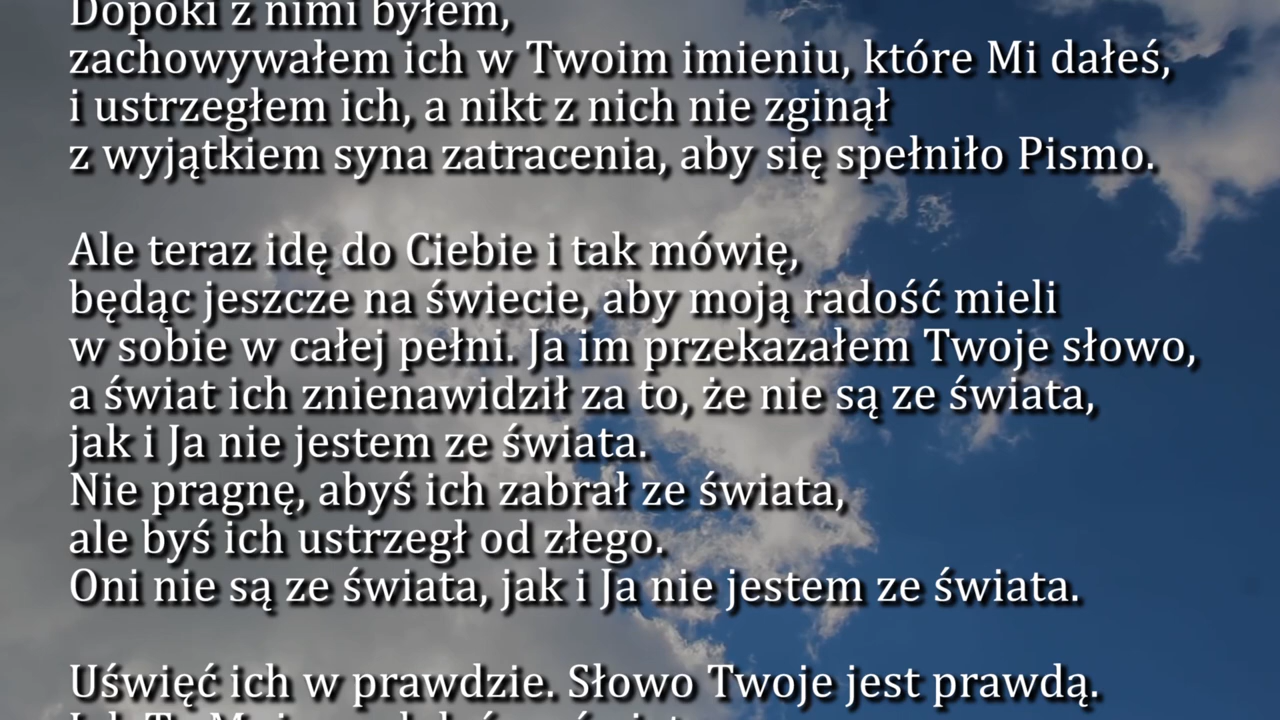 Dopóki z nimi byłem,
zachowywałem ich w Twoim imieniu, które Mi dałeś,
i ustrzegłem ich, a nikt z nich nie zginął
z wyjątkiem syna zatracenia, aby się spełniło Pismo.
Ale teraz idę do Ciebie i tak mówię,
będąc jeszcze na świecie, aby moją radość mieli
w sobie w całej pełni. Ja im przekazałem Twoje słowo,
a świat ich znienawidził za to, że nie są ze świata,
jak i Ja nie jestem ze świata.
Nie pragnę, abyś ich zabrał ze świata,
ale byś ich ustrzegł od złego.
Oni nie są ze świata, jak i Ja nie jestem ze świata.
Uświęć ich w prawdzie. Słowo Twoje jest prawdą.